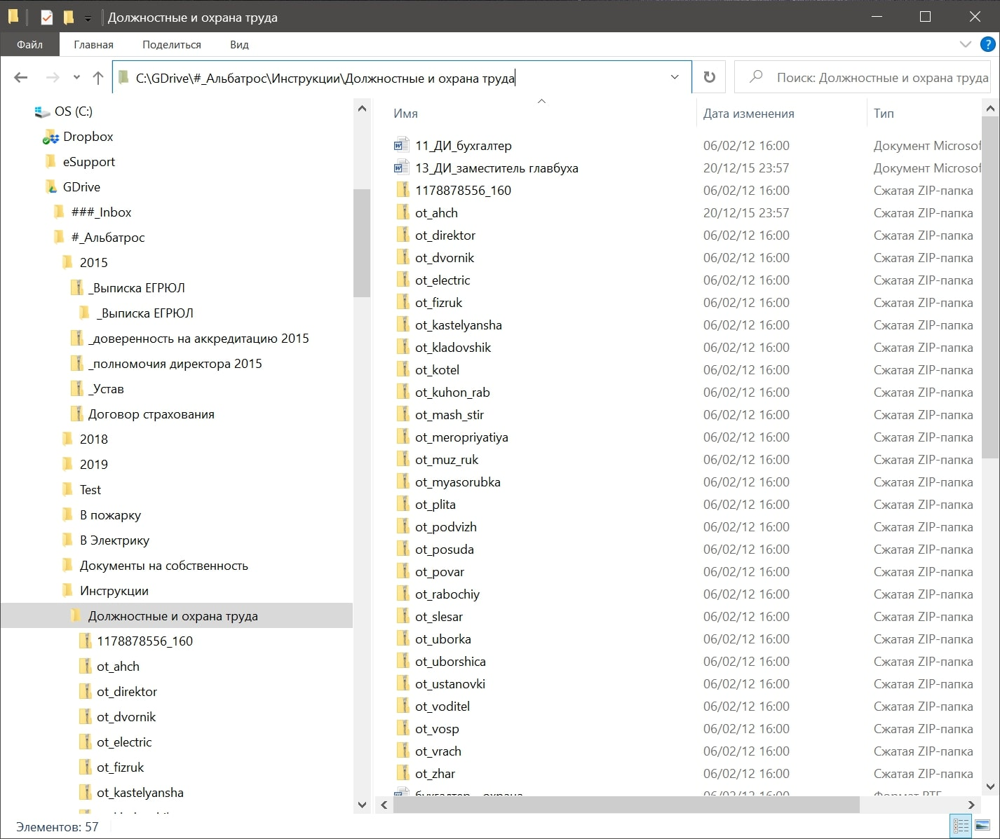 Должностные и охрана труда
Файл Главная Поделиться Вид
C:\GDrive\#_Альбатрос\Инструкции\Должностные и охрана труда
Поиск: Должностные и охрана труда
OS (C:)
Dropbox
eSupport
GDrive
###_Inbox
#_Альбатрос
2015
_Выписка ЕГРЮЛ
_Выписка ЕГРЮЛ
_доверенность на аккредитацию 2015
_полномочия директора 2015
_Устав
Договор страхования
2018
2019
Test
В пожарку
В Электрику
Документы на собственность
Инструкции
Должностные и охрана труда
1178878556_160
ot_ahch
ot_direktor
ot_dvornik
ot_electric
ot_fizruk
ot_kastelyansha
Имя Дата изменения Тип
11_ДИ_бухгалтер 06/02/12 16:00 Документ Microsof
13_ДИ_заместитель главбуха 20/12/15 23:57 Документ Microsof
1178878556_160 06/02/12 16:00 Сжатая ZIP-папка
ot_ahch 20/12/15 23:57 Сжатая ZIP-папка
ot_direktor 06/02/12 16:00 Сжатая ZIP-папка
ot_dvornik 06/02/12 16:00 Сжатая ZIP-папка
ot_electric 06/02/12 16:00 Сжатая ZIP-папка
ot_fizruk 06/02/12 16:00 Сжатая ZIP-папка
ot_kastelyansha 06/02/12 16:00 Сжатая ZIP-папка
ot_kladovshik 06/02/12 16:00 Сжатая ZIP-папка
ot_kotel 06/02/12 16:00 Сжатая ZIP-папка
ot_kuhon_rab 06/02/12 16:00 Сжатая ZIP-папка
ot_mash_stir 06/02/12 16:00 Сжатая ZIP-папка
ot_meropriyatiya 06/02/12 16:00 Сжатая ZIP-папка
ot_muz_ruk 06/02/12 16:00 Сжатая ZIP-папка
ot_myasorubka 06/02/12 16:00 Сжатая ZIP-папка
ot_plita 06/02/12 16:00 Сжатая ZIP-папка
ot_podvizh 06/02/12 16:00 Сжатая ZIP-папка
ot_posuda 06/02/12 16:00 Сжатая ZIP-папка
ot_povar 06/02/12 16:00 Сжатая ZIP-папка
ot_rabochiy 06/02/12 16:00 Сжатая ZIP-папка
ot_slesar 06/02/12 16:00 Сжатая ZIP-папка
ot_uborka 06/02/12 16:00 Сжатая ZIP-папка
ot_uborshica 06/02/12 16:00 Сжатая ZIP-папка
ot_ustanovki 06/02/12 16:00 Сжатая ZIP-папка
ot_voditel 06/02/12 16:00 Сжатая ZIP-папка
ot_vosp 06/02/12 16:00 Сжатая ZIP-папка
ot_vrach 06/02/12 16:00 Сжатая ZIP-папка
ot_zhar 06/02/12 16:00 Сжатая ZIP-папка
Элементов: 57